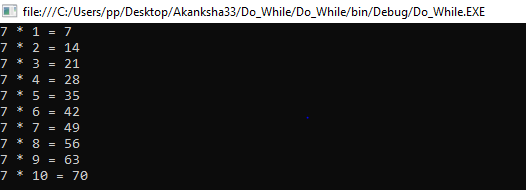 file:///C:/Users/pp/Desktop/Akanksha33/Do_While/Do_While/bin/Debug/Do_While.EXE
7 * 1 = 7
7 * 2 = 14
7 * 3 = 21
7 * 4 = 28
7 * 5 = 35
7 * 6 = 42
7 * 7 = 49
7 * 8 = 56
7 * 9 = 63
7 * 10 = 70